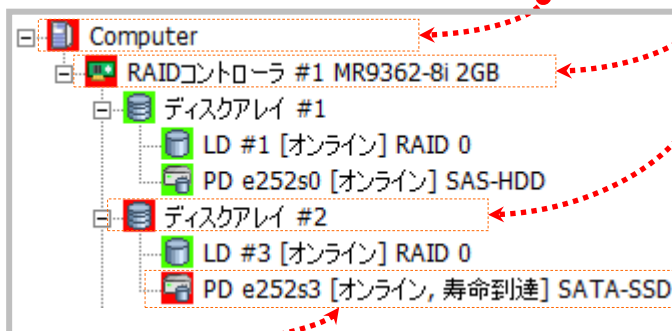 Computer
RAIDコントローラ #1 MR9362-8i 2GB
ディスクアレイ #1
LD #1 [オンライン] RAID 0
PD e252s0 [オンライン] SAS-HDD
ディスクアレイ #2
LD #3 [オンライン] RAID 0
PD e252s3 [オンライン, 寿命到達] SATA-SSD